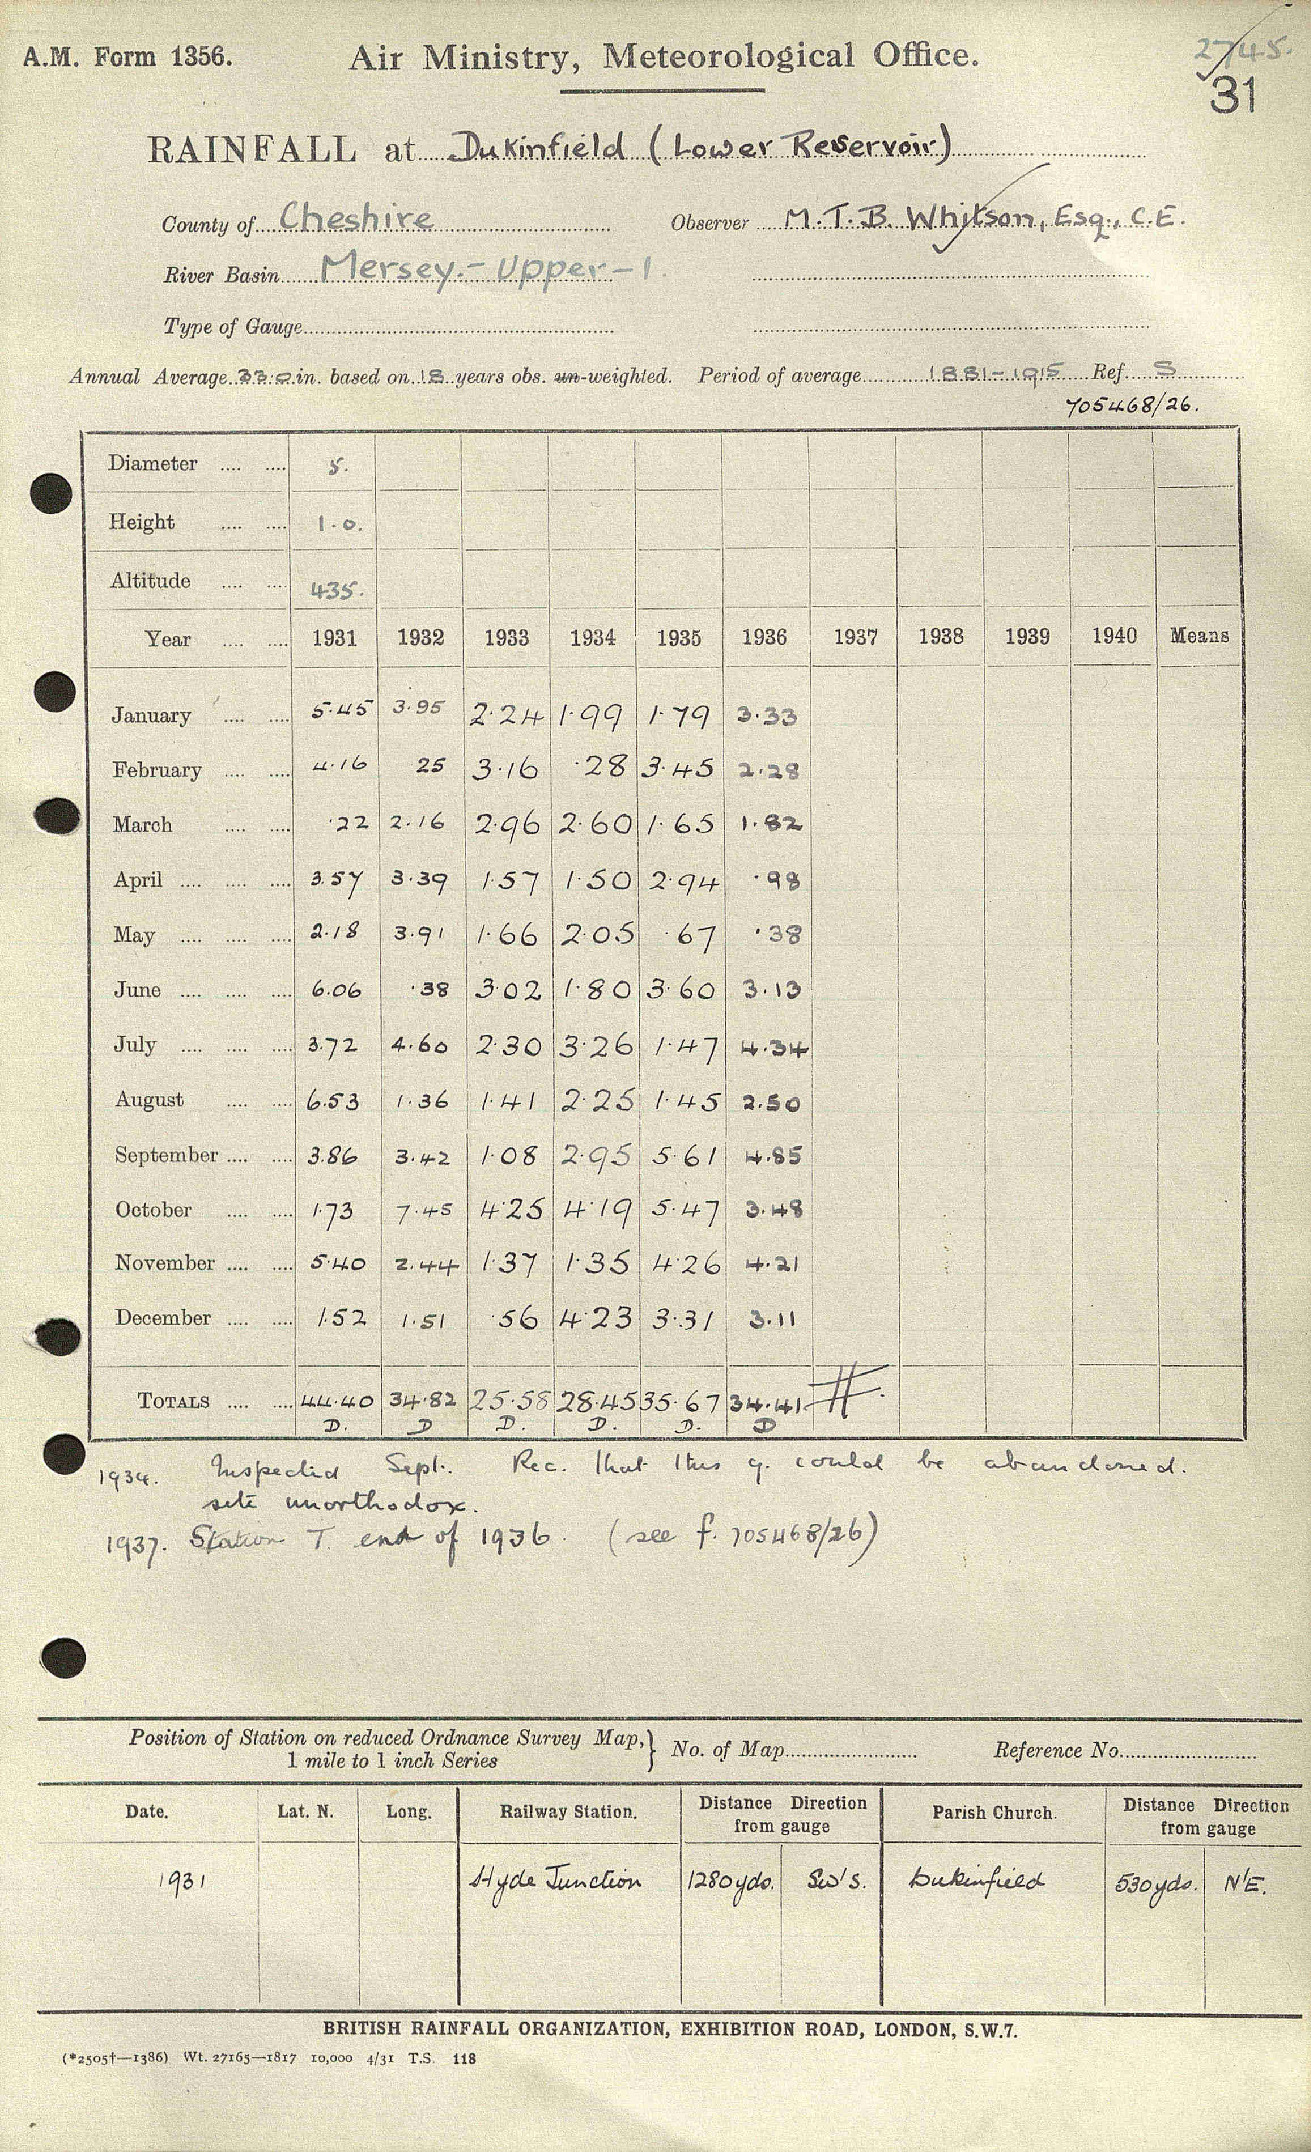 A.M. Form 1356. Air Ministry, Meteorological Office. 2745.
31
RAINFALL at Dukinfield (Lower Reservoir)
County of Cheshire Observer M.T.B. Whitson, Esq., C.E.
River Basin Mersey.- Upper - 1.
Type of Gauge
Annual Average 33.0 in. based on 18 years obs. un-weighted. Period of average 1881-1915 Ref. S
705468/26.
Diameter .... .... 5.
Height .... .... 1.0.
Altitude .... .... 435.
Year .... .... 1931 1932 1933 1934 1935 1936 1937 1938 1939 1940 Means
January .... .... 5.45 3.95 2.24 1.99 1.79 3.33
February .... .... 4.16 25 3.16 .28 3.45 2.28
March .... .... .22 2.16 2.96 2.60 1.65 1.82
April .... .... .... 3.57 3.39 1.57 1.50 2.94 .98
May .... .... .... 2.18 3.91 1.66 2.05 .67 .38
June .... .... .... 6.06 .38 3.02 1.80 3.60 3.13
July .... .... .... 3.72 4.60 2.30 3.26 1.47 4.34
August .... .... 6.53 1.36 1.41 2.25 1.45 2.50
September .... .... 3.86 3.42 1.08 2.95 5.61 4.85
October .... .... 1.73 7.45 4.25 4.19 5.47 3.48
November .... .... 5.40 2.44 1.37 1.35 4.26 4.21
December .... .... 1.52 1.51 .56 4.23 3.31 3.11
TOTALS .... .... 44.40 34.82 25.58 28.45 35.67 34.41
D. D D. D. D. D
1934. Inspected Sept. Rec. that this g. could be abandoned.
site unorthodox.
1937. Station T. end of 1936. (see f. 705468/26)
Position of Station on reduced Ordnance Survey Map, } No. of Map Reference No.
1 mile to 1 inch Series
Date. Lat. N. Long. Railway Station. Distance Direction from gauge Parish Church. Distance Direction from gauge
1931 Hyde Junction 1280yds. SW'S. Dukinfield 530yds. N'E.
BRITISH RAINFALL ORGANIZATION, EXHIBITION ROAD, LONDON, S.W.7.
(*2505†—1386) Wt. 27165—1817 10,000 4/31 T.S. 118